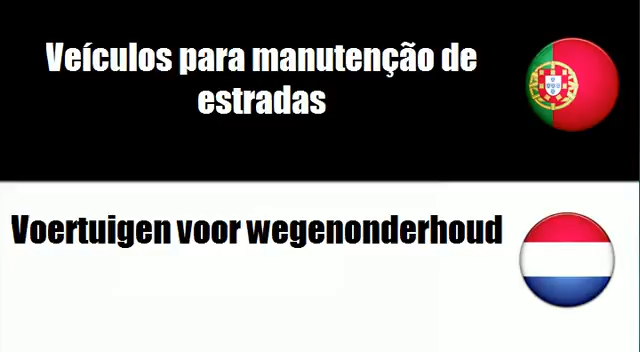 Veículos para manutenção de
estradas
Voertuigen voor wegenonderhoud